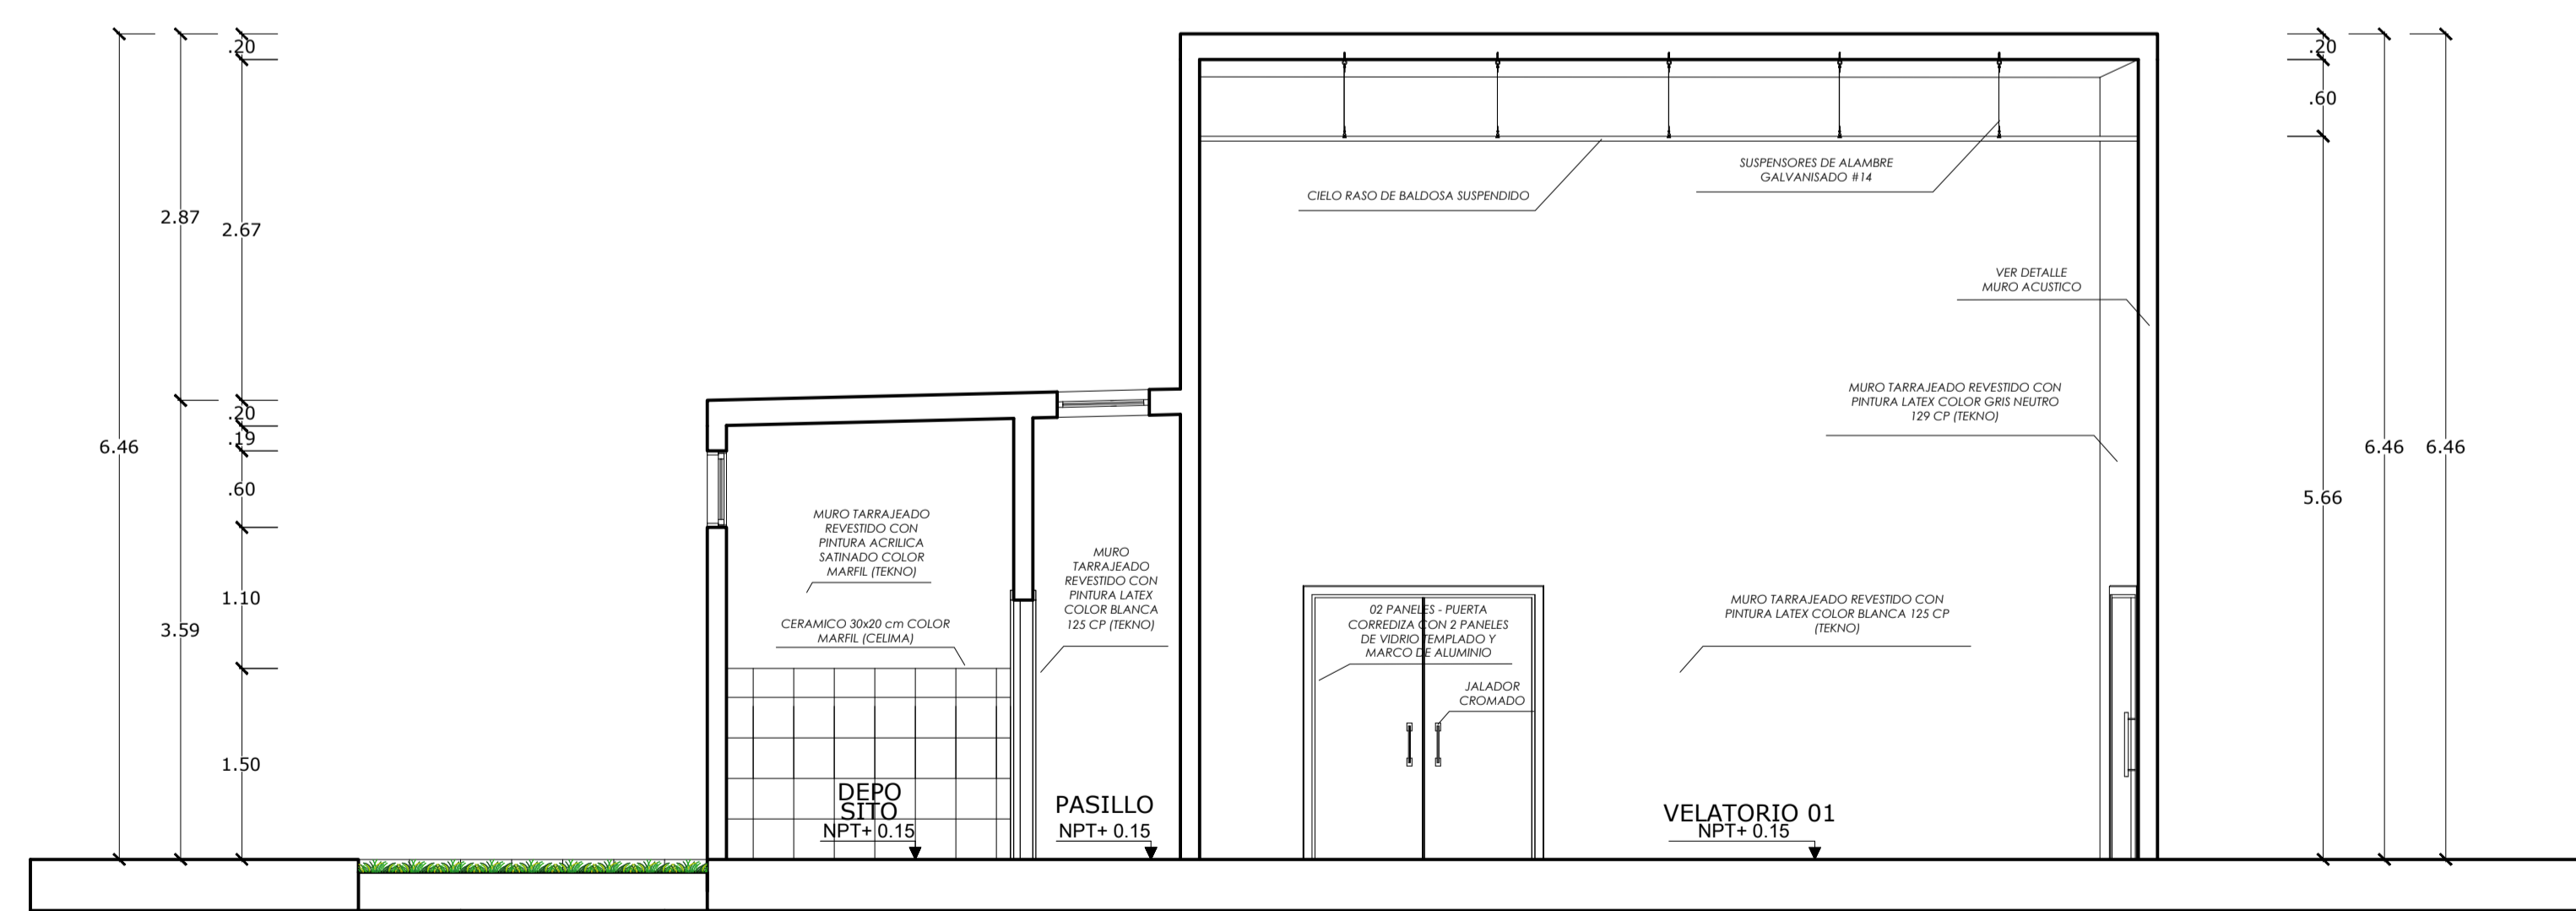 .20
2.87
2.67
6.46
.20
.19
.60
1.10
3.59
1.50
CIELO RASO DE BALDOSA SUSPENDIDO
SUSPENSORES DE ALAMBRE
GALVANISADO #14
VER DETALLE
MURO ACUSTICO
MURO TARRAJEADO REVESTIDO CON
PINTURA LATEX COLOR GRIS NEUTRO
129 CP (TEKNO)
MURO TARRAJEADO
REVESTIDO CON
PINTURA ACRILICA
SATINADO COLOR
MARFIL (TEKNO)
CERAMICO 30x20 cm COLOR
MARFIL (CELIMA)
MURO
TARRAJEADO
REVESTIDO CON
PINTURA LATEX
COLOR BLANCA
125 CP (TEKNO)
02 PANELES - PUERTA
CORREDIZA CON 2 PANELES
DE VIDRIO TEMPLADO Y
MARCO DE ALUMINIO
JALADOR
CROMADO
MURO TARRAJEADO REVESTIDO CON
PINTURA LATEX COLOR BLANCA 125 CP
(TEKNO)
DEPO
SITO
NPT+ 0.15
PASILLO
NPT+ 0.15
VELATORIO 01
NPT+ 0.15
.20
.60
5.66
6.46
6.46